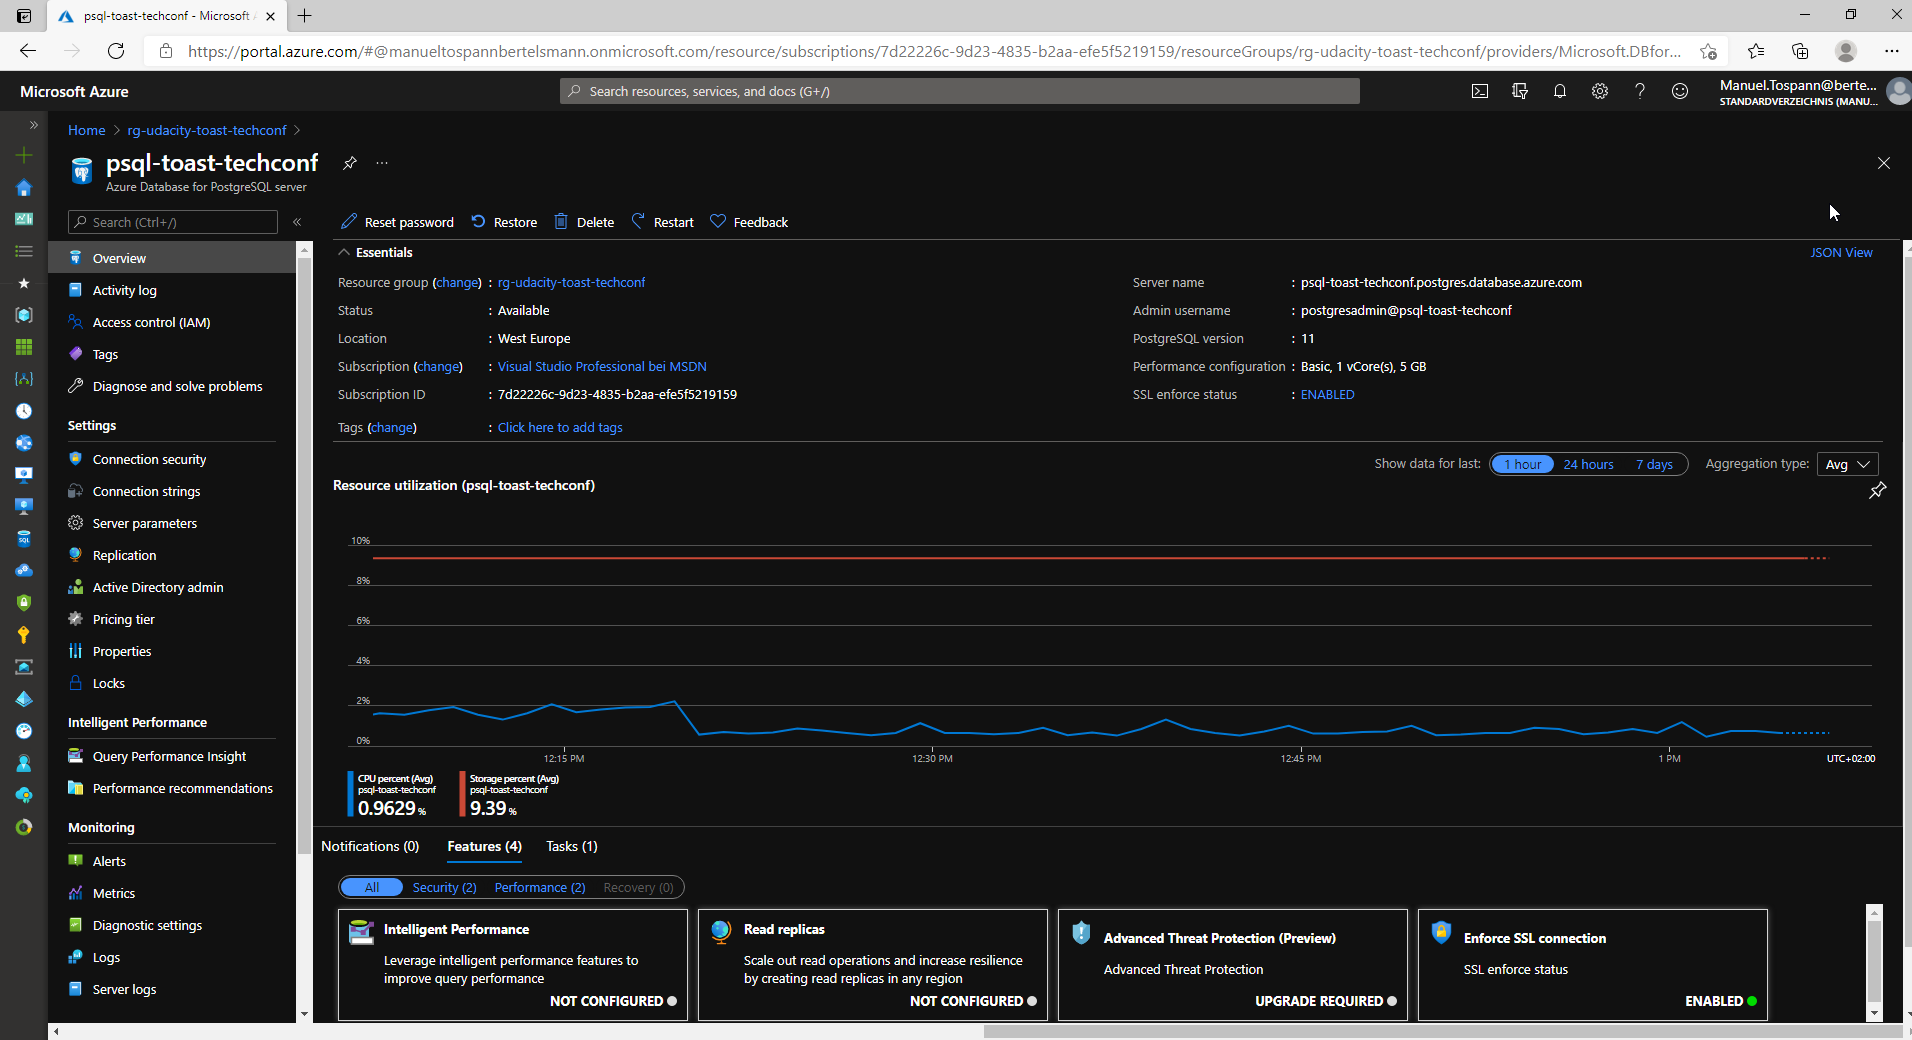 psql-toast-techconf - Microsoft A
https://portal.azure.com/#@manueltospannbertelsmann.onmicrosoft.com/resource/subscriptions/7d22226c-9d23-4835-b2aa-efe5f5219159/resourceGroups/rg-udacity-toast-techconf/providers/Microsoft.DBfor...
Microsoft Azure
Search resources, services, and docs (G+/)
Manuel.Tospann@berte...
STANDARDVERZEICHNIS (MANU...
Home > rg-udacity-toast-techconf >
psql-toast-techconf
Azure Database for PostgreSQL server
Search (Ctrl+/)
Reset password
Restore
Delete
Restart
Feedback
Overview
Activity log
Access control (IAM)
Tags
Diagnose and solve problems
Settings
Connection security
Connection strings
Server parameters
Replication
Active Directory admin
Pricing tier
Properties
Locks
Intelligent Performance
Query Performance Insight
Performance recommendations
Monitoring
Alerts
Metrics
Diagnostic settings
Logs
Server logs
Essentials
JSON View
Resource group (change) : rg-udacity-toast-techconf
Status : Available
Location : West Europe
Subscription (change) : Visual Studio Professional bei MSDN
Subscription ID : 7d22226c-9d23-4835-b2aa-efe5f5219159
Tags (change) : Click here to add tags
Server name : psql-toast-techconf.postgres.database.azure.com
Admin username : postgresadmin@psql-toast-techconf
PostgreSQL version : 11
Performance configuration : Basic, 1 vCore(s), 5 GB
SSL enforce status : ENABLED
Show data for last: 1 hour 24 hours 7 days Aggregation type: Avg
Resource utilization (psql-toast-techconf)
10%
8%
6%
4%
2%
0%
12:15 PM 12:30 PM 12:45 PM 1 PM UTC+02:00
CPU percent (Avg)
psql-toast-techconf
0.9629 %
Storage percent (Avg)
psql-toast-techconf
9.39 %
Notifications (0) Features (4) Tasks (1)
All Security (2) Performance (2) Recovery (0)
Intelligent Performance
Leverage intelligent performance features to
improve query performance
NOT CONFIGURED
Read replicas
Scale out read operations and increase resilience
by creating read replicas in any region
NOT CONFIGURED
Advanced Threat Protection (Preview)
Advanced Threat Protection
UPGRADE REQUIRED
Enforce SSL connection
SSL enforce status
ENABLED